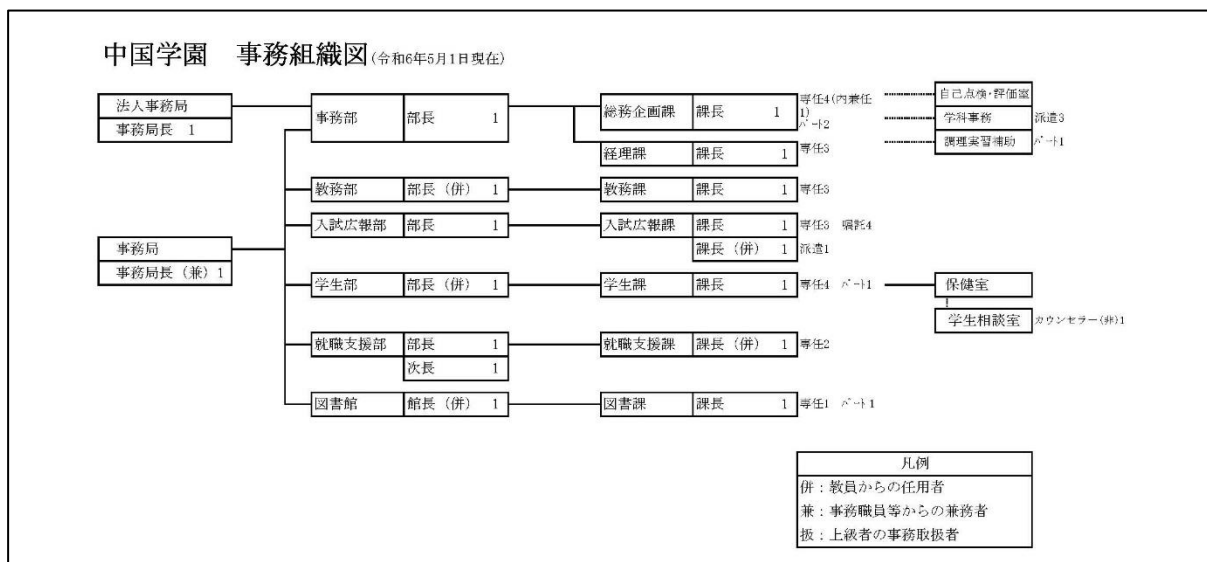 中国学園 事務組織図(令和6年5月1日現在)
法人事務局
事務局長 1
事務部 部長 1
総務企画課 課長 1 専任4(内兼任1) パート2
自己点検・評価室
学科事務 派遣3
調理実習補助 パート1
経理課 課長 1 専任3
教務部 部長(併) 1
教務課 課長 1 専任3
入試広報部 部長 1
入試広報課 課長 1 専任3 嘱託4
課長(併) 1 派遣1
事務局
事務局長(兼)1
学生部 部長(併) 1
学生課 課長 1 専任4 パート1
保健室
学生相談室 カウンセラー(非)1
就職支援部 部長 1
次長 1
就職支援課 課長(併) 1 専任2
図書館 館長(併) 1
図書課 課長 1 専任1 パート1
凡例
併：教員からの任用者
兼：事務職員等からの兼務者
扱：上級者の事務取扱者